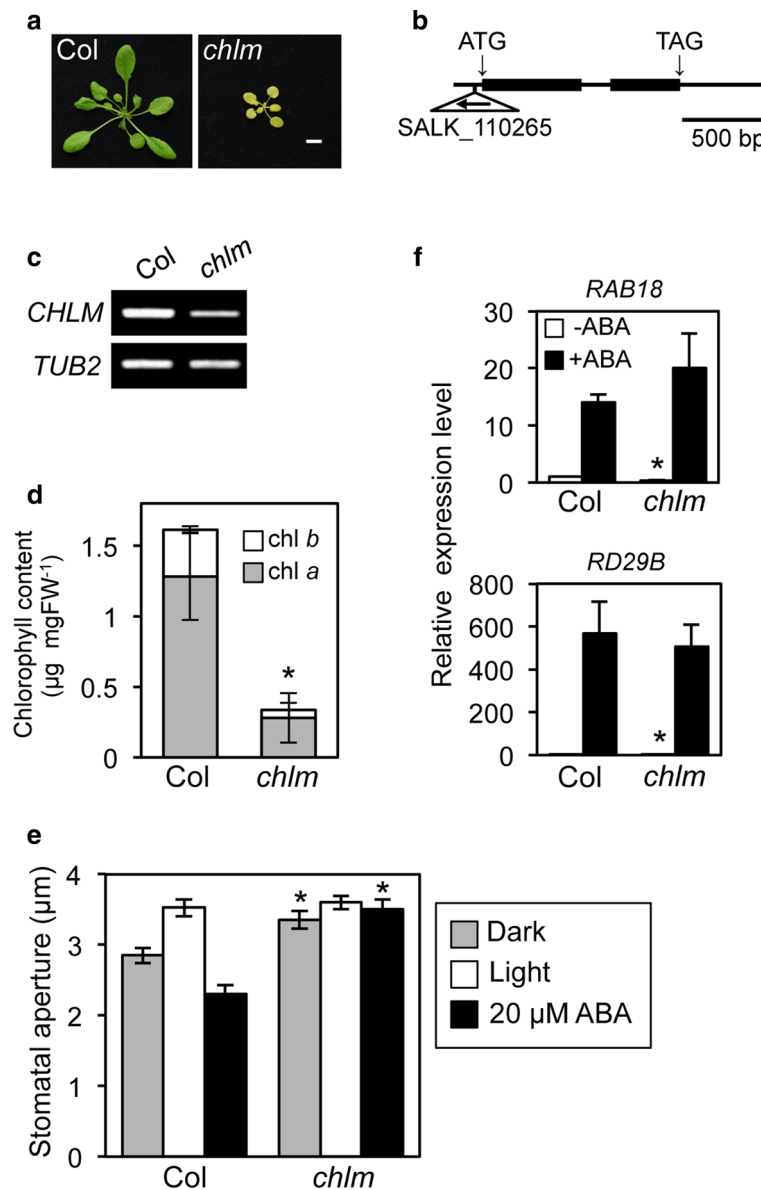 a
Col
chlm
b
ATG
TAG
SALK_110265
500 bp
c
Col
chlm
CHLM
TUB2
d
Chlorophyll content
(μg mgFW-1)
1.5
1
0.5
0
chl b
chl a
*
Col
chlm
f
Relative expression level
RAB18
30
20
10
0
-ABA
+ABA
*
Col
chlm
RD29B
800
600
400
200
0
*
Col
chlm
e
Stomatal aperture (μm)
4
3
2
1
0
*
*
Col
chlm
Dark
Light
20 μM ABA